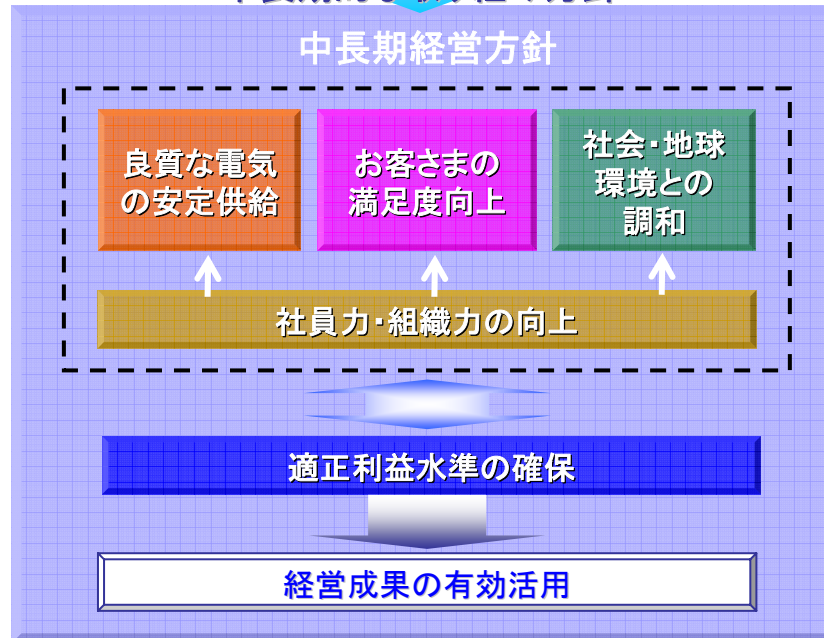 中長期経営方針
良質な電気
の安定供給
お客さまの
満足度向上
社会・地球
環境との
調和
社員力・組織力の向上
適正利益水準の確保
経営成果の有効活用